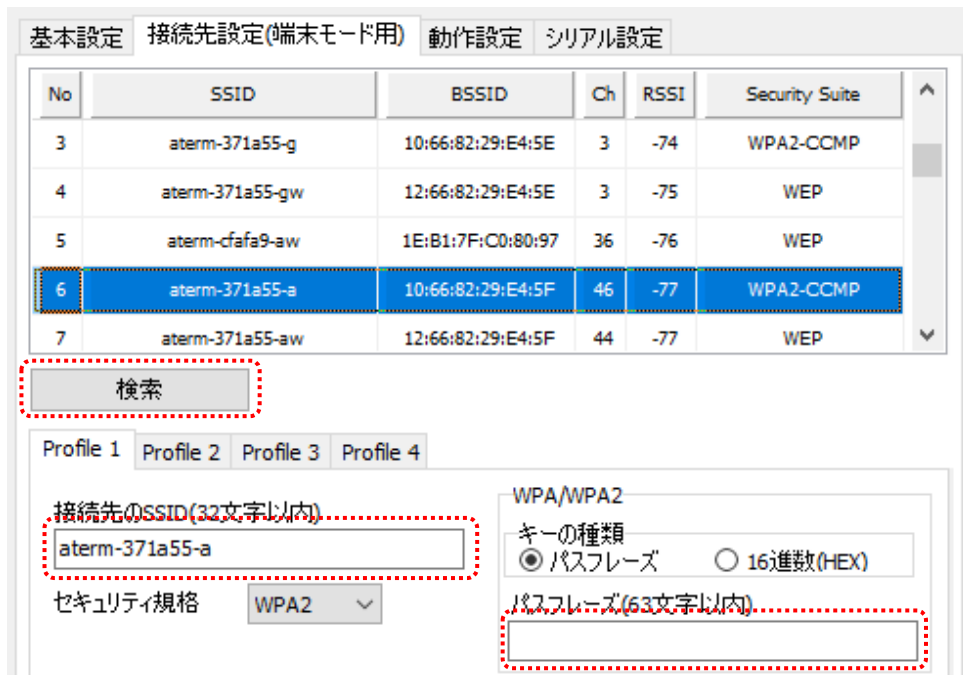 基本設定 接続先設定(端末モード用) 動作設定 シリアル設定
No SSID BSSID Ch RSSI Security Suite
3 aterm-371a55-g 10:66:82:29:E4:5E 3 -74 WPA2-CCMP
4 aterm-371a55-gw 12:66:82:29:E4:5E 3 -75 WEP
5 aterm-cfafa9-aw 1E:B1:7F:C0:80:97 36 -76 WEP
6 aterm-371a55-a 10:66:82:29:E4:5F 46 -77 WPA2-CCMP
7 aterm-371a55-aw 12:66:82:29:E4:5F 44 -77 WEP
検索
Profile 1 Profile 2 Profile 3 Profile 4
接続先のSSID(32文字以内)
aterm-371a55-a
セキュリティ規格 WPA2
WPA/WPA2
キーの種類
パスフレーズ 16進数(HEX)
パスフレーズ(63文字以内)